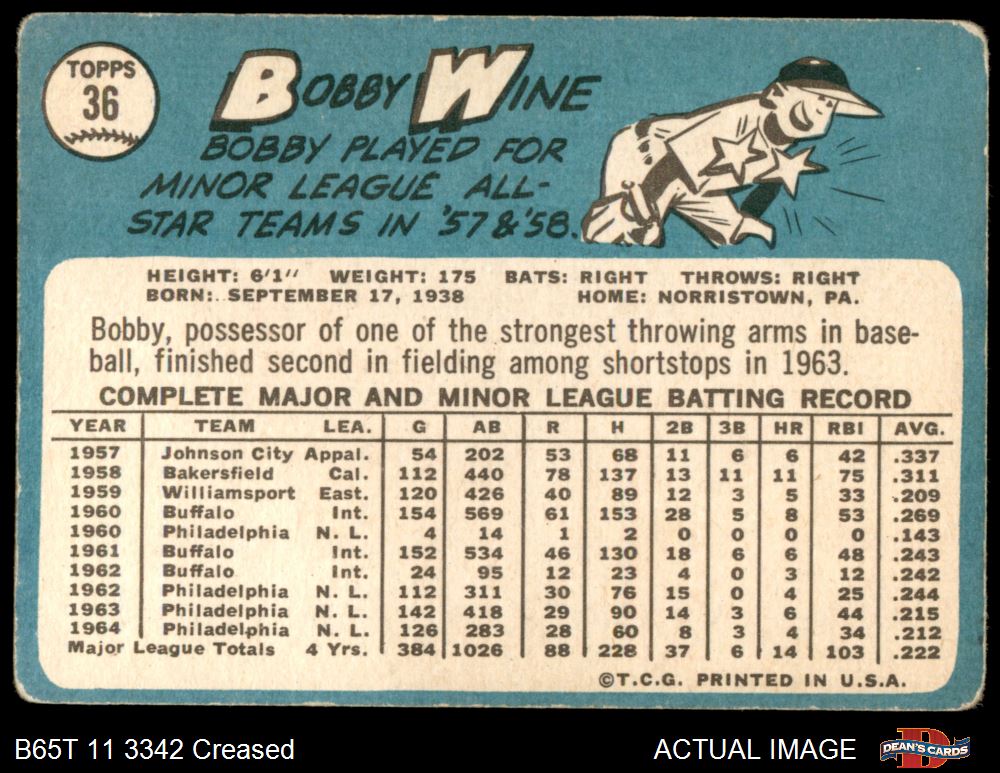 TOPPS
36
BOBBY WINE
BOBBY PLAYED FOR
MINOR LEAGUE ALL-
STAR TEAMS IN '57 & '58.
HEIGHT: 6'1" WEIGHT: 175 BATS: RIGHT THROWS: RIGHT
BORN: SEPTEMBER 17, 1938 HOME: NORRISTOWN, PA.
Bobby, possessor of one of the strongest throwing arms in base-
ball, finished second in fielding among shortstops in 1963.
COMPLETE MAJOR AND MINOR LEAGUE BATTING RECORD
YEAR TEAM LEA. G AB R H 2B 3B HR RBI AVG.
1957 Johnson City Appal. 54 202 53 68 11 6 6 42 .337
1958 Bakersfield Cal. 112 440 78 137 13 11 11 75 .311
1959 Williamsport East. 120 426 40 89 12 3 5 33 .209
1960 Buffalo Int. 154 569 61 153 28 5 8 53 .269
1960 Philadelphia N. L. 4 14 1 2 0 0 0 0 .143
1961 Buffalo Int. 152 534 46 130 18 6 6 48 .243
1962 Buffalo Int. 24 95 12 23 4 0 3 12 .242
1962 Philadelphia N. L. 112 311 30 76 15 0 4 25 .244
1963 Philadelphia N. L. 142 418 29 90 14 3 6 44 .215
1964 Philadelphia N. L. 126 283 28 60 8 3 4 34 .212
Major League Totals 4 Yrs. 384 1026 88 228 37 6 14 103 .222
©T.C.G. PRINTED IN U.S.A.
B65T 11 3342 Creased ACTUAL IMAGE DEAN'S CARDS